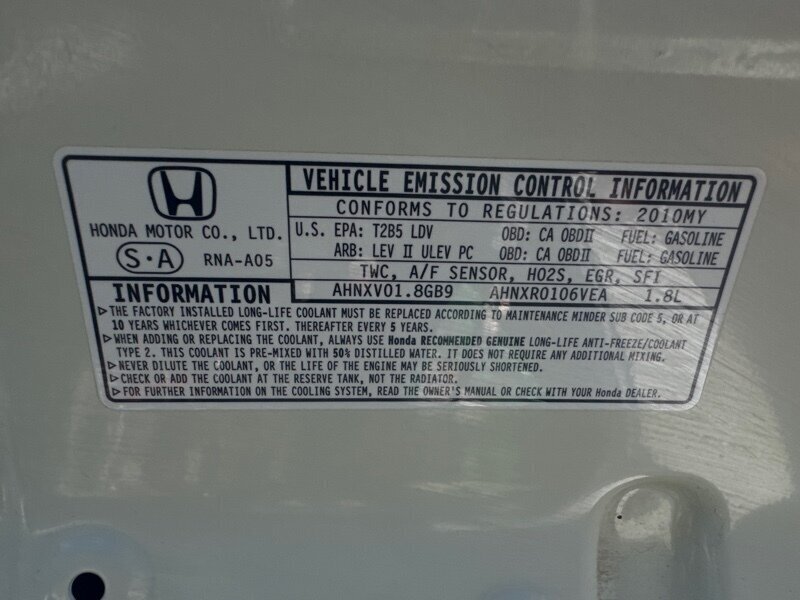 VEHICLE EMISSION CONTROL INFORMATION
CONFORMS TO REGULATIONS: 2010MY
HONDA MOTOR CO., LTD.
S·A RNA-A05
U.S. EPA: T2B5 LDV OBD: CA OBDⅡ FUEL: GASOLINE
ARB: LEV Ⅱ ULEV PC OBD: CA OBDⅡ FUEL: GASOLINE
TWC, A/F SENSOR, HO2S, EGR, SFI
AHNXV01.8GB9 AHNXR0106VEA 1.8L
INFORMATION
▷THE FACTORY INSTALLED LONG-LIFE COOLANT MUST BE REPLACED ACCORDING TO MAINTENANCE MINDER SUB CODE 5, OR AT
10 YEARS WHICHEVER COMES FIRST. THEREAFTER EVERY 5 YEARS.
▷WHEN ADDING OR REPLACING THE COOLANT, ALWAYS USE Honda RECOMMENDED GENUINE LONG-LIFE ANTI-FREEZE/COOLANT
TYPE 2. THIS COOLANT IS PRE-MIXED WITH 50% DISTILLED WATER. IT DOES NOT REQUIRE ANY ADDITIONAL MIXING.
▷NEVER DILUTE THE COOLANT, OR THE LIFE OF THE ENGINE MAY BE SERIOUSLY SHORTENED.
▷CHECK OR ADD THE COOLANT AT THE RESERVE TANK, NOT THE RADIATOR.
▷FOR FURTHER INFORMATION ON THE COOLING SYSTEM, READ THE OWNER'S MANUAL OR CHECK WITH YOUR Honda DEALER.